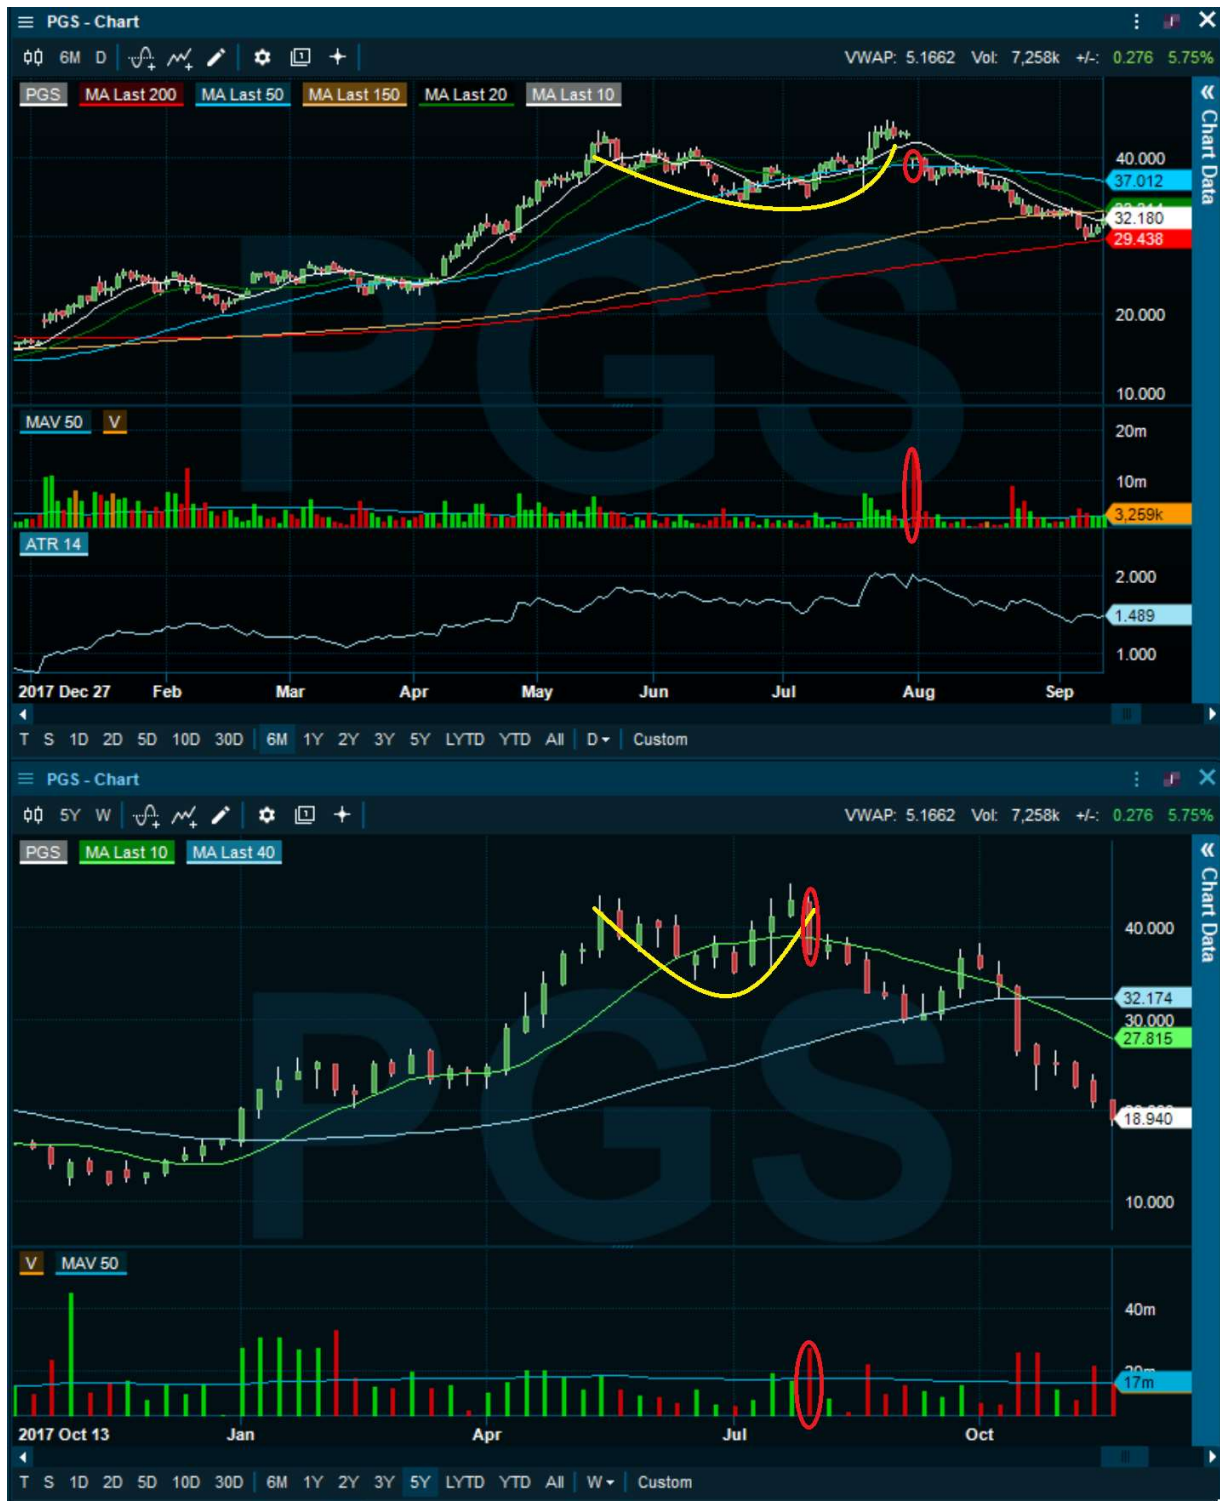 PGS - Chart
6M D VWAP: 5.1662 Vol: 7,258k +/-: 0.276 5.75%
PGS MA Last 200 MA Last 50 MA Last 150 MA Last 20 MA Last 10
Chart Data
40.000
37.012
32.180
29.438
20.000
10.000
MAV 50 V
20m
10m
3,259k
ATR 14
2.000
1.489
1.000
2017 Dec 27 Feb Mar Apr May Jun Jul Aug Sep
T S 1D 2D 5D 10D 30D 6M 1Y 2Y 3Y 5Y LYTD YTD All D Custom
PGS - Chart
5Y W VWAP: 5.1662 Vol: 7,258k +/-: 0.276 5.75%
PGS MA Last 10 MA Last 40
Chart Data
40.000
32.174
30.000
27.815
18.940
10.000
V MAV 50
40m
17m
2017 Oct 13 Jan Apr Jul Oct
T S 1D 2D 5D 10D 30D 6M 1Y 2Y 3Y 5Y LYTD YTD All W Custom
PGS
PGS